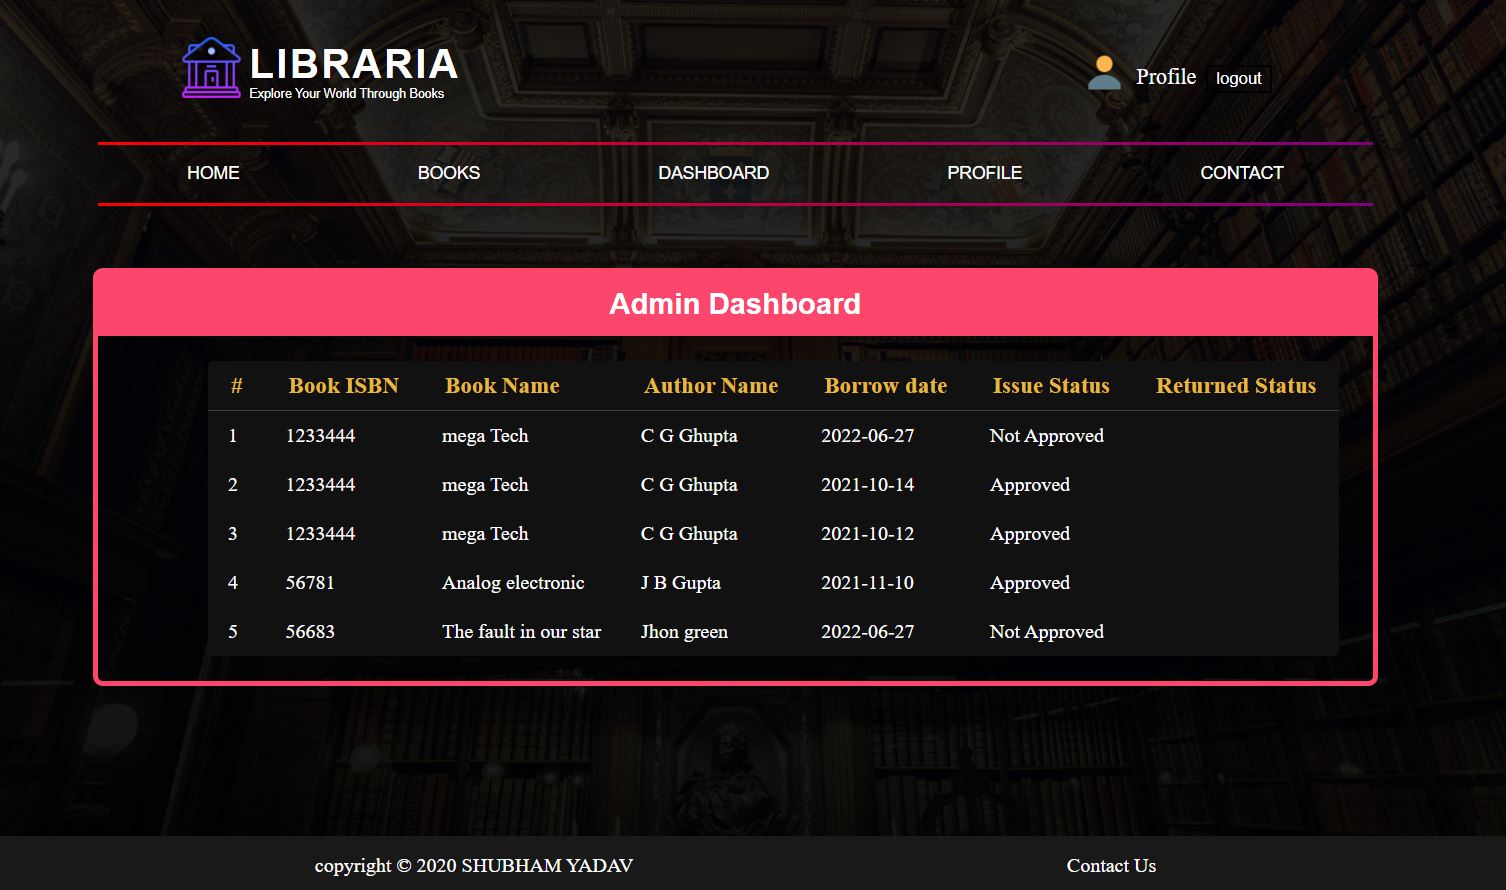 LIBRARIA
Explore Your World Through Books
Profile logout
HOME BOOKS DASHBOARD PROFILE CONTACT
Admin Dashboard
# Book ISBN Book Name Author Name Borrow date Issue Status Returned Status
1 1233444 mega Tech C G Ghupta 2022-06-27 Not Approved
2 1233444 mega Tech C G Ghupta 2021-10-14 Approved
3 1233444 mega Tech C G Ghupta 2021-10-12 Approved
4 56781 Analog electronic J B Gupta 2021-11-10 Approved
5 56683 The fault in our star Jhon green 2022-06-27 Not Approved
copyright © 2020 SHUBHAM YADAV Contact Us